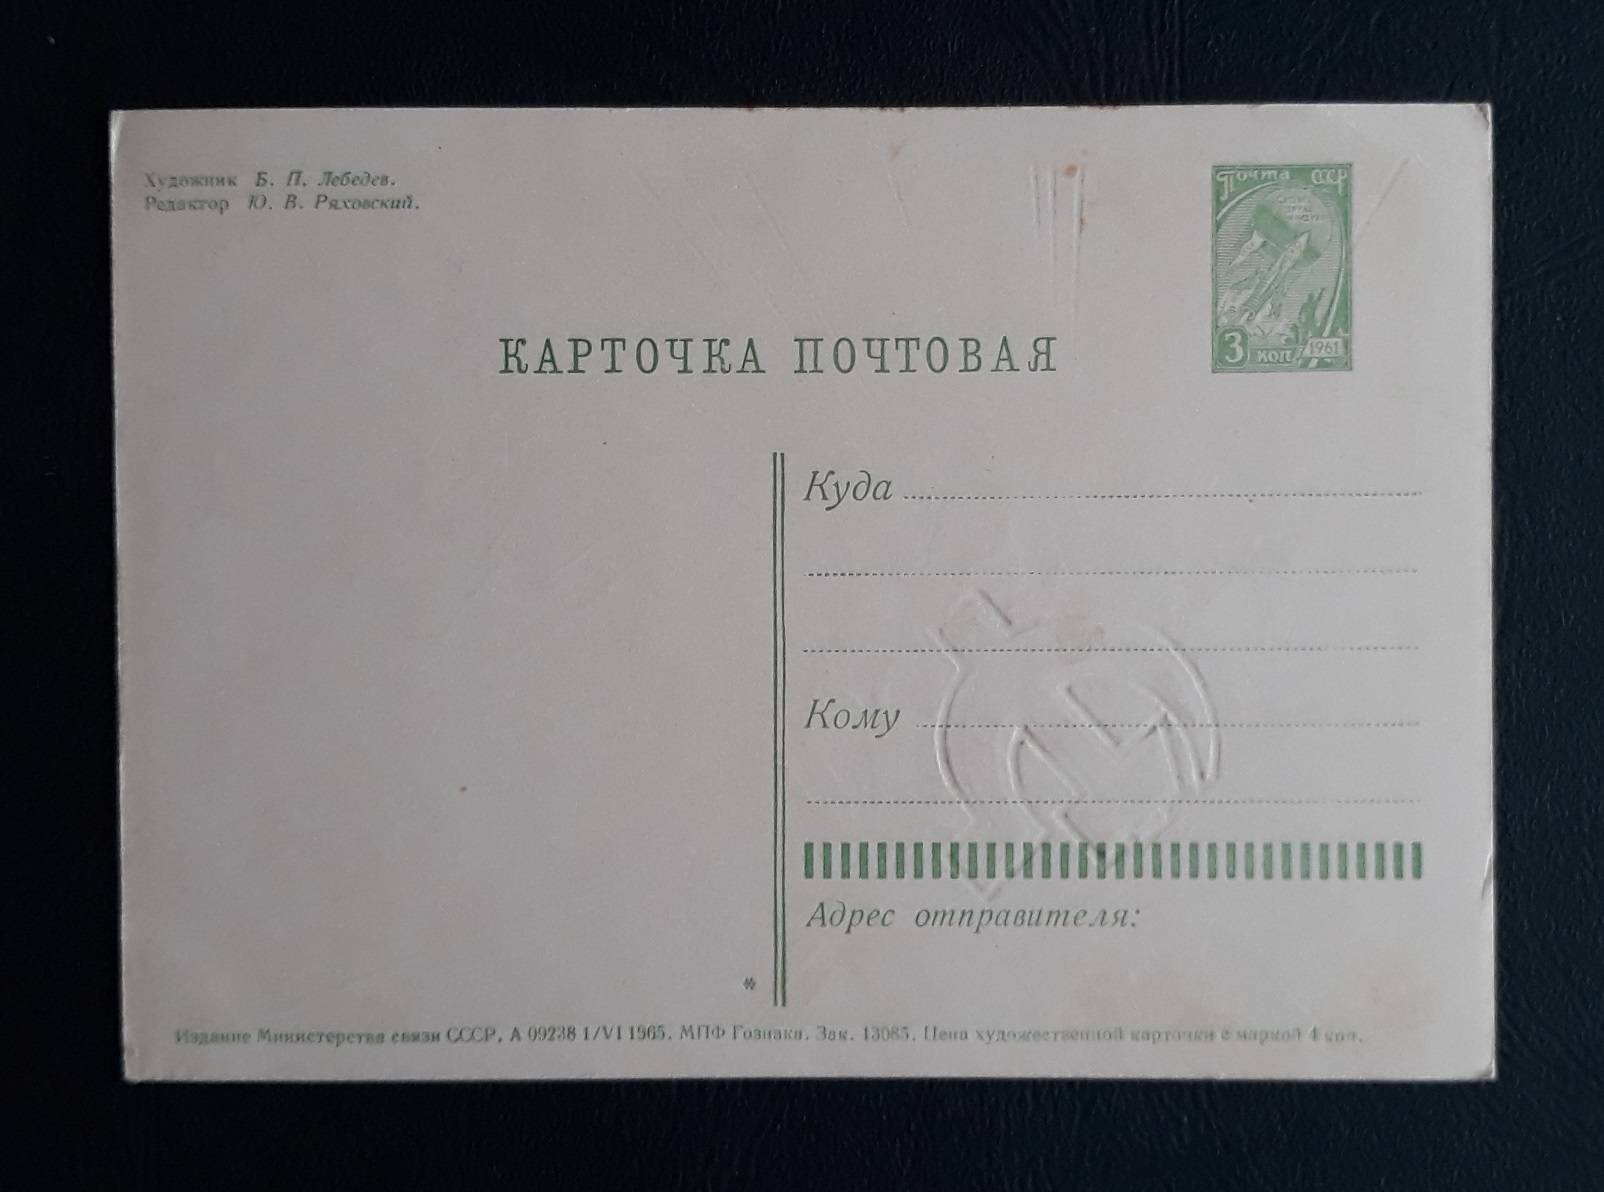 Художник Б. П. Лебедев.
Редактор Ю. В. Ряховский.
Почта СССР
3 коп 1961
КАРТОЧКА ПОЧТОВАЯ
Куда
Кому
Адрес отправителя:
*
Издание Министерства связи СССР. А 09238 1/VI 1965. МПФ Гознака. Зак. 13085. Цена художественной карточки с маркой 4 коп.